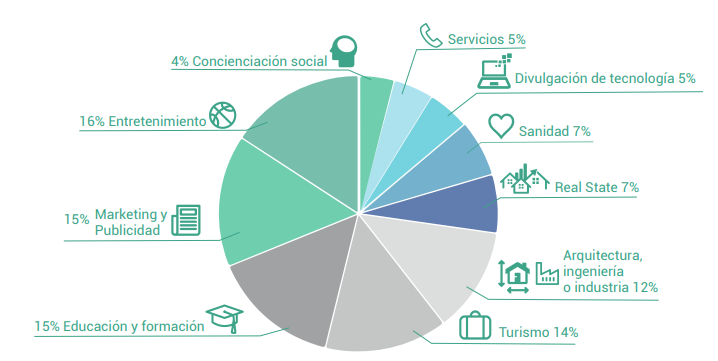 4% Concienciación social
Servicios 5%
Divulgación de tecnología 5%
Sanidad 7%
Real State 7%
Arquitectura,
ingeniería
o industria 12%
Turismo 14%
15% Educación y formación
15% Marketing y
Publicidad
16% Entretenimiento